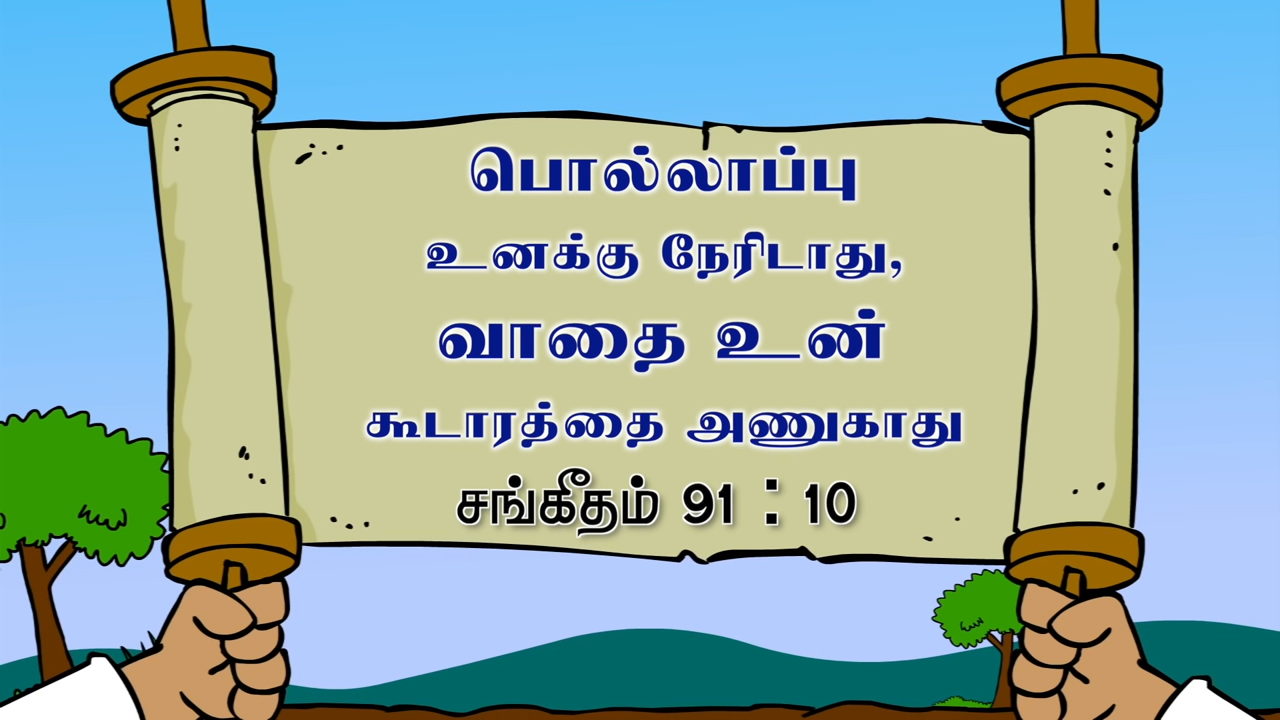 பொல்லாப்பு
உனக்கு நேரிடாது,
வாதை உன்
கூடாரத்தை அணுகாது
சங்கீதம் 91 : 10